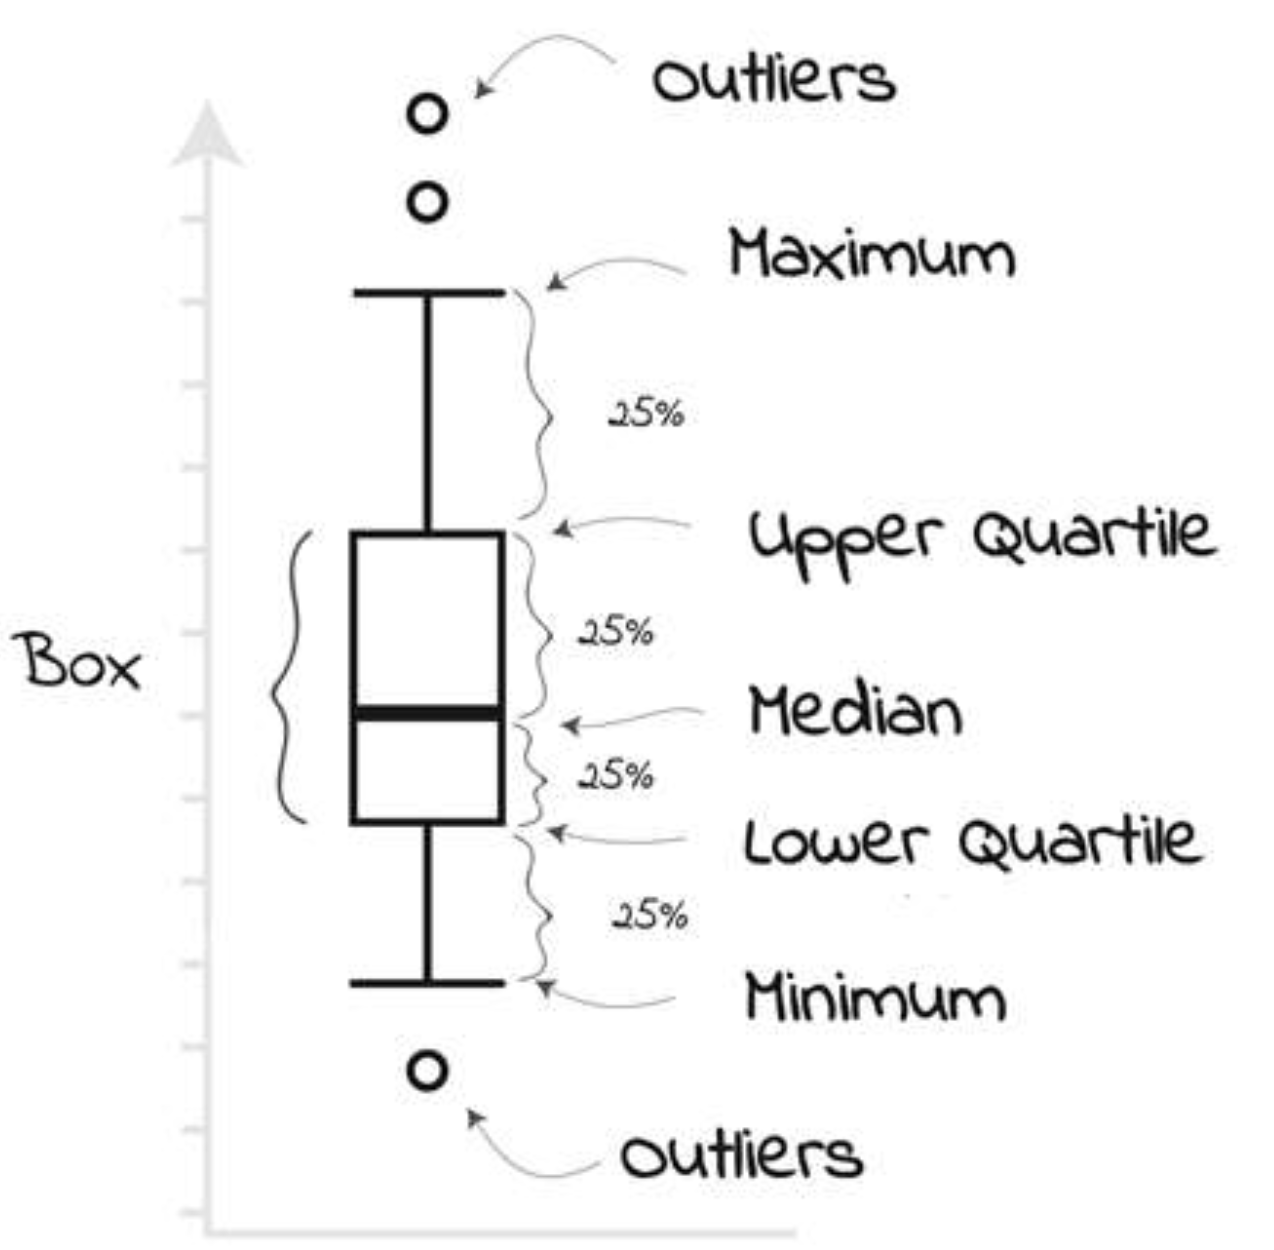 outliers
Maximum
25%
Upper Quartile
25%
Box
Median
25%
Lower Quartile
25%
Minimum
outliers